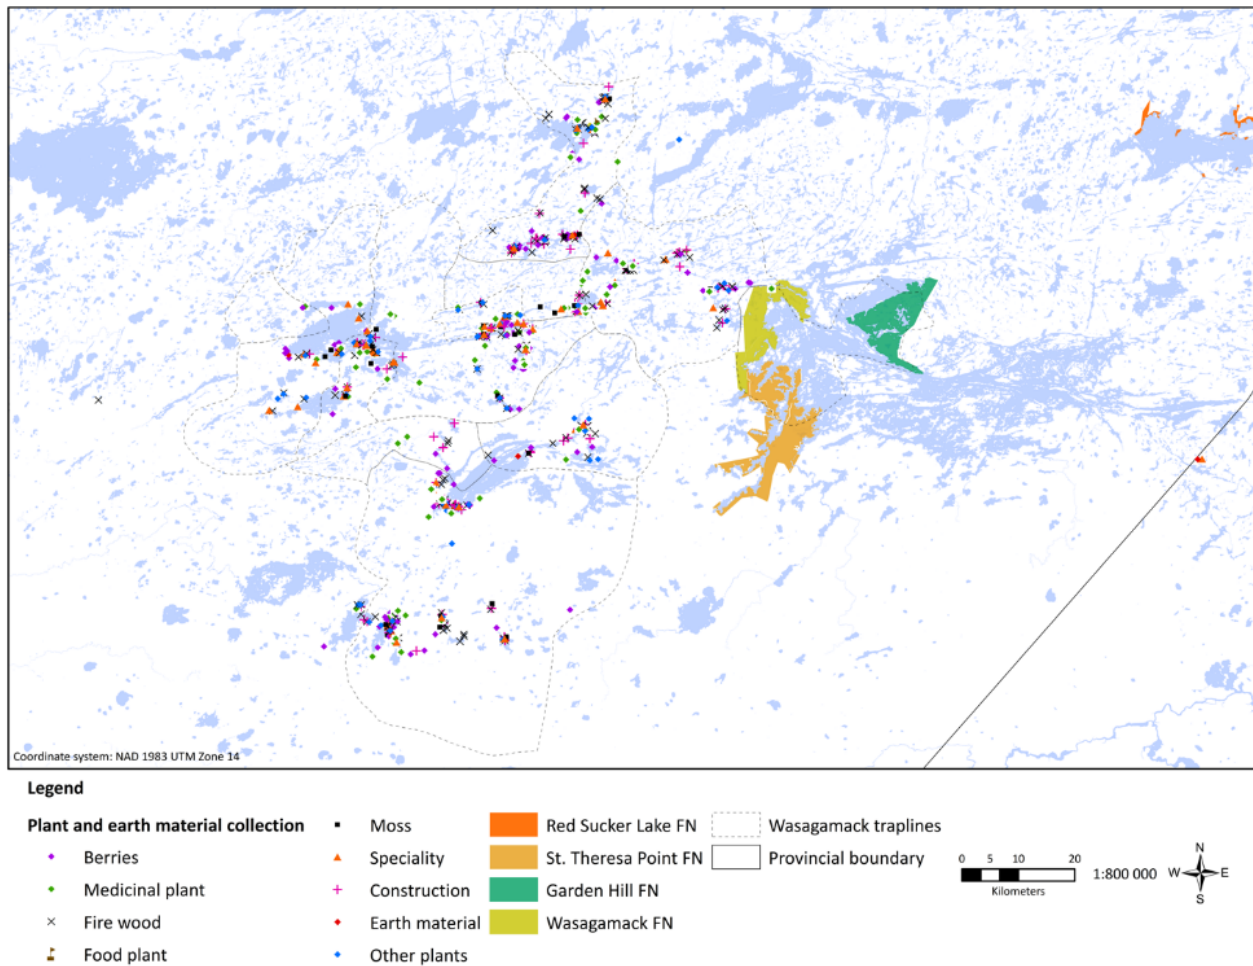 Coordinate system: NAD 1983 UTM Zone 14
Legend
Plant and earth material collection
Berries
Medicinal plant
Fire wood
Food plant
Moss
Speciality
Construction
Earth material
Other plants
Red Sucker Lake FN
St. Theresa Point FN
Garden Hill FN
Wasagamack FN
Wasagamack traplines
Provincial boundary
0 5 10 20
Kilometers
1:800 000
N
W E
S